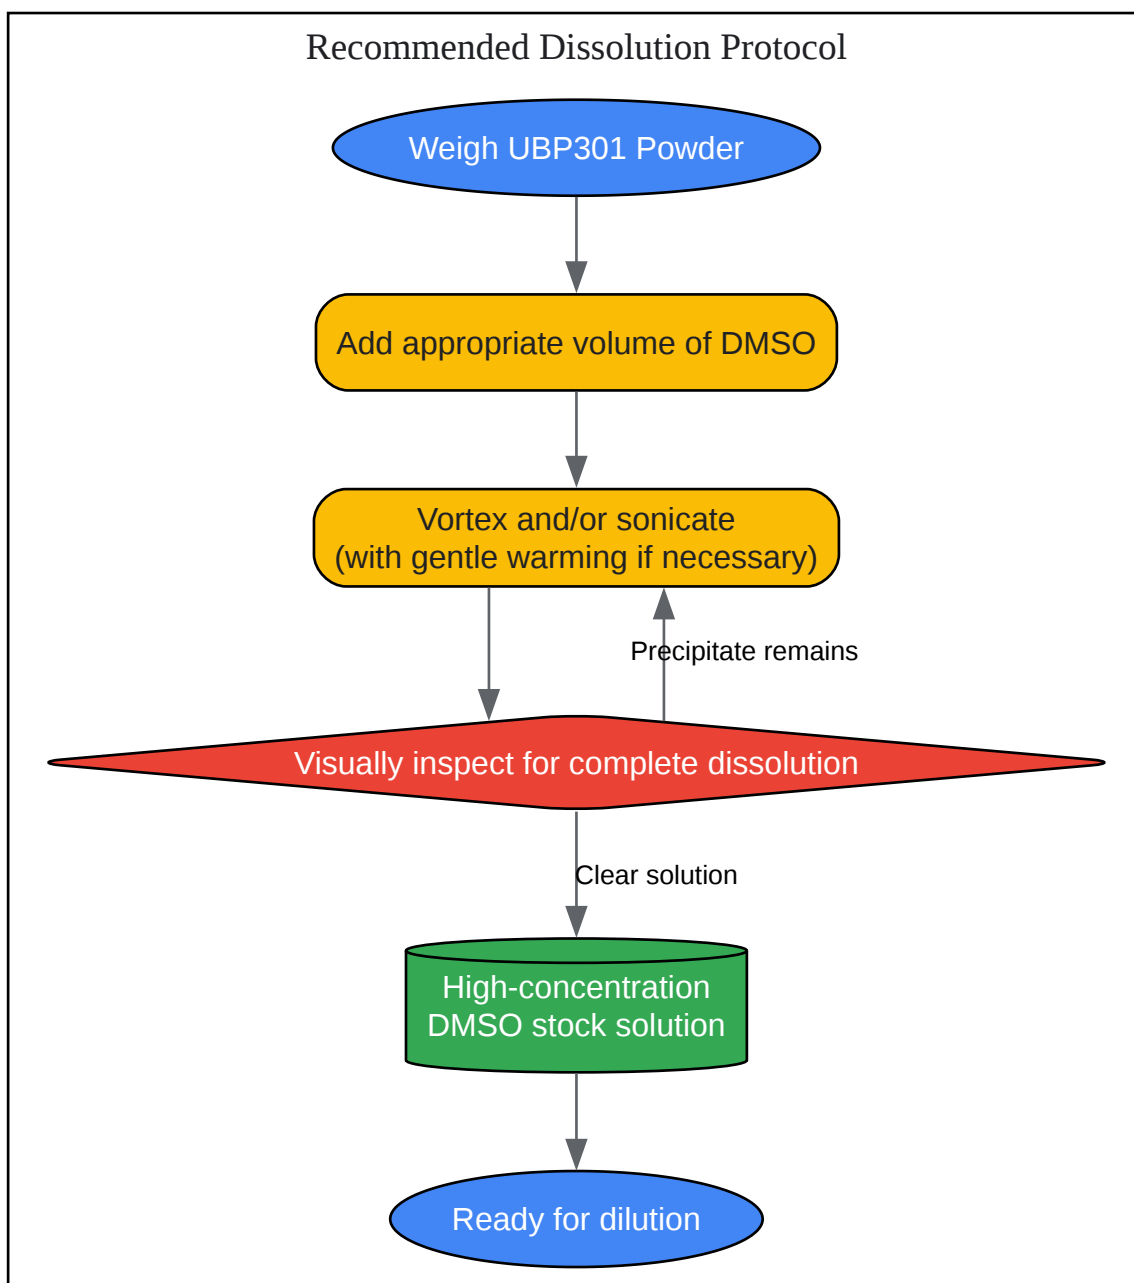 Recommended Dissolution Protocol
Weigh UBP301 Powder
Add appropriate volume of DMSO
Vortex and/or sonicate
(with gentle warming if necessary)
Precipitate remains
Visually inspect for complete dissolution
Clear solution
High-concentration
DMSO stock solution
Ready for dilution